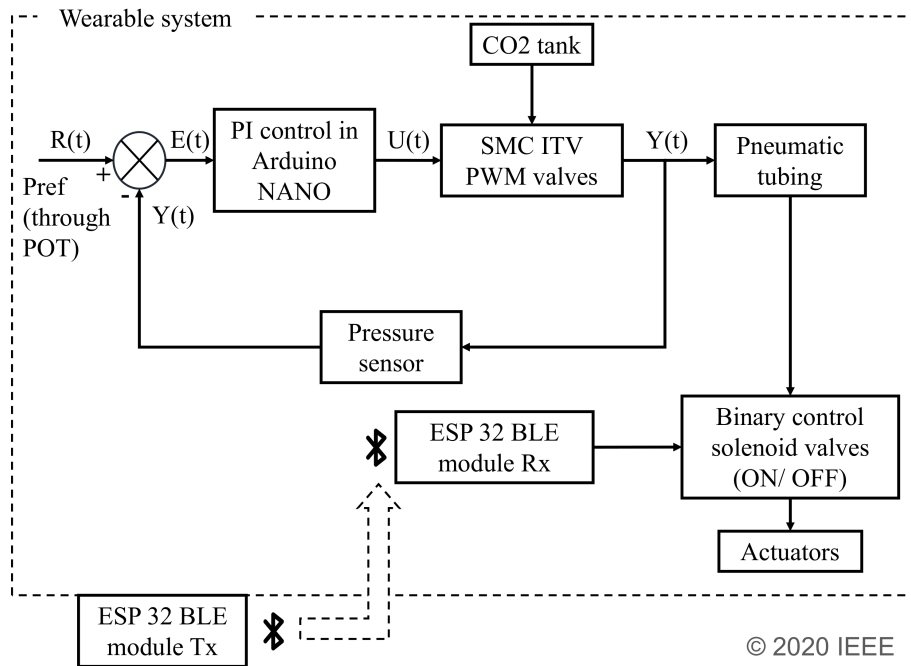 Wearable system
CO2 tank
R(t)
E(t)
PI control in
Arduino
NANO
U(t)
SMC ITV
PWM valves
Y(t)
Pneumatic
tubing
+
-
Pref
(through
POT)
Y(t)
Pressure
sensor
ESP 32 BLE
module Rx
Binary control
solenoid valves
(ON/ OFF)
Actuators
ESP 32 BLE
module Tx
© 2020 IEEE